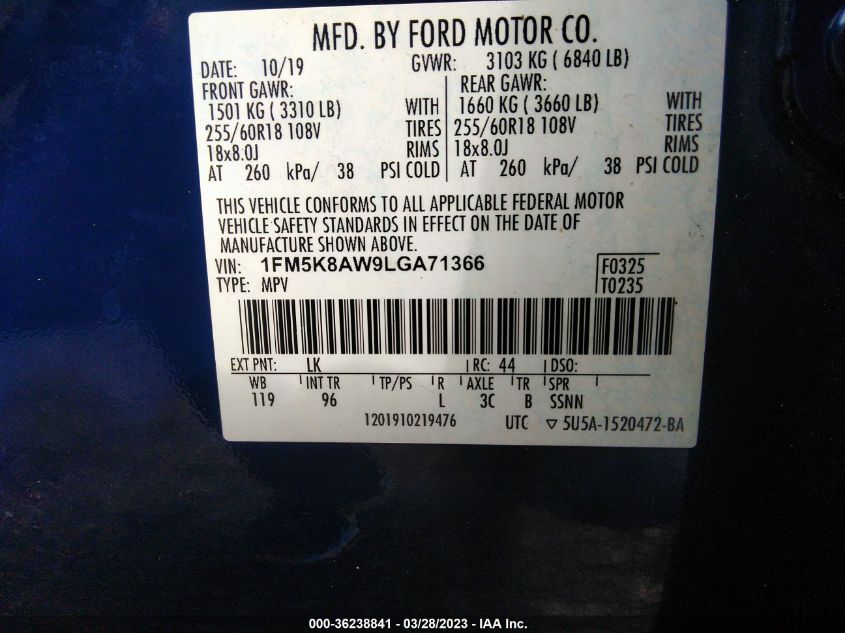 MFD. BY FORD MOTOR CO.
DATE: 10/19 GVWR: 3103 KG ( 6840 LB)
FRONT GAWR: REAR GAWR:
1501 KG ( 3310 LB) WITH 1660 KG ( 3660 LB) WITH
255/60R18 108V TIRES 255/60R18 108V TIRES
18x8.0J RIMS 18x8.0J RIMS
AT 260 kPa/ 38 PSI COLD AT 260 kPa/ 38 PSI COLD
THIS VEHICLE CONFORMS TO ALL APPLICABLE FEDERAL MOTOR
VEHICLE SAFETY STANDARDS IN EFFECT ON THE DATE OF
MANUFACTURE SHOWN ABOVE.
VIN: 1FM5K8AW9LGA71366 F0325
TYPE: MPV T0235
EXT PNT: LK RC: 44 DSO:
WB INT TR TP/PS R AXLE TR SPR
119 96 L 3C B SSNN
1201910219476 UTC ▽ 5U5A-1520472-BA
000-36238841 - 03/28/2023 - IAA Inc.